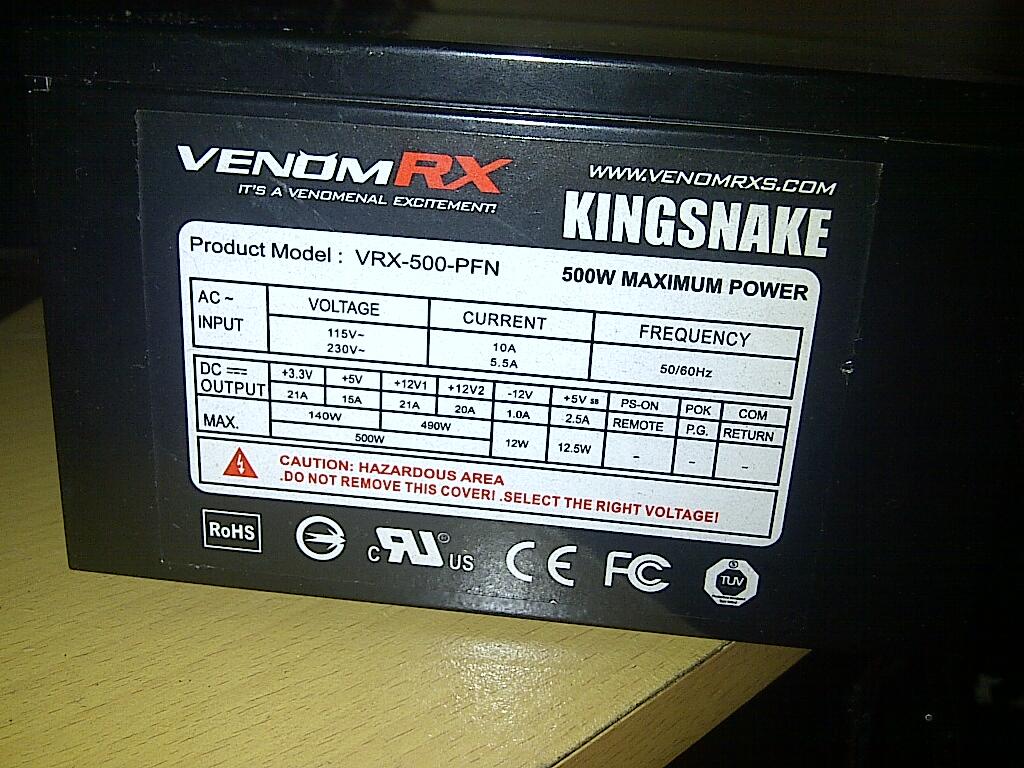 VENOMRX
IT'S A VENOMENAL EXCITEMENT!
WWW.VENOMRXS.COM
KINGSNAKE
Product Model : VRX-500-PFN
500W MAXIMUM POWER
AC ~ INPUT
VOLTAGE CURRENT FREQUENCY
115V~ 10A 50/60Hz
230V~ 5.5A
DC OUTPUT +3.3V +5V +12V1 +12V2 -12V +5V SB PS-ON POK COM
21A 15A 21A 20A 1.0A 2.5A REMOTE P.G. RETURN
MAX. 140W 490W 12W 12.5W - - -
500W
CAUTION: HAZARDOUS AREA
.DO NOT REMOVE THIS COVER! .SELECT THE RIGHT VOLTAGE!
RoHS C RU ® US CE FC TUV